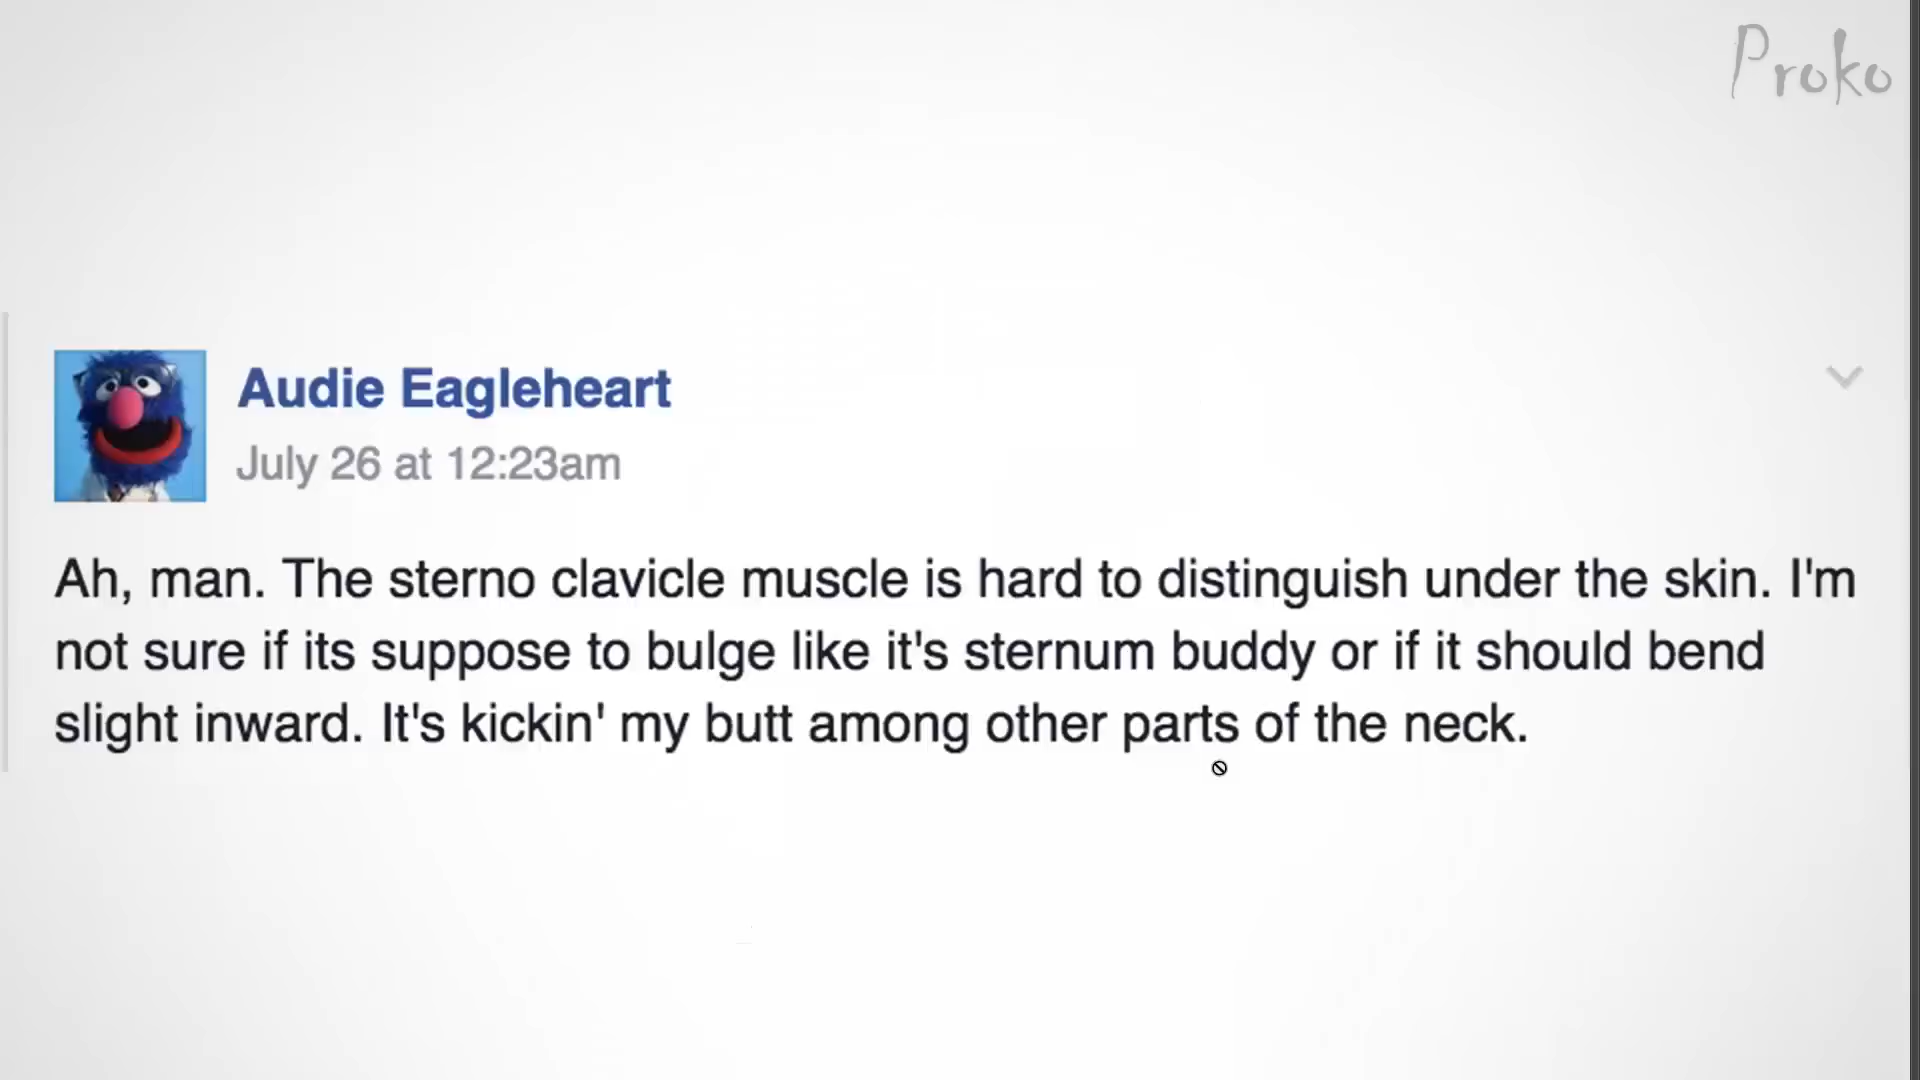 Proko
Audie Eagleheart
July 26 at 12:23am
Ah, man. The sterno clavicle muscle is hard to distinguish under the skin. I'm
not sure if its suppose to bulge like it's sternum buddy or if it should bend
slight inward. It's kickin' my butt among other parts of the neck.